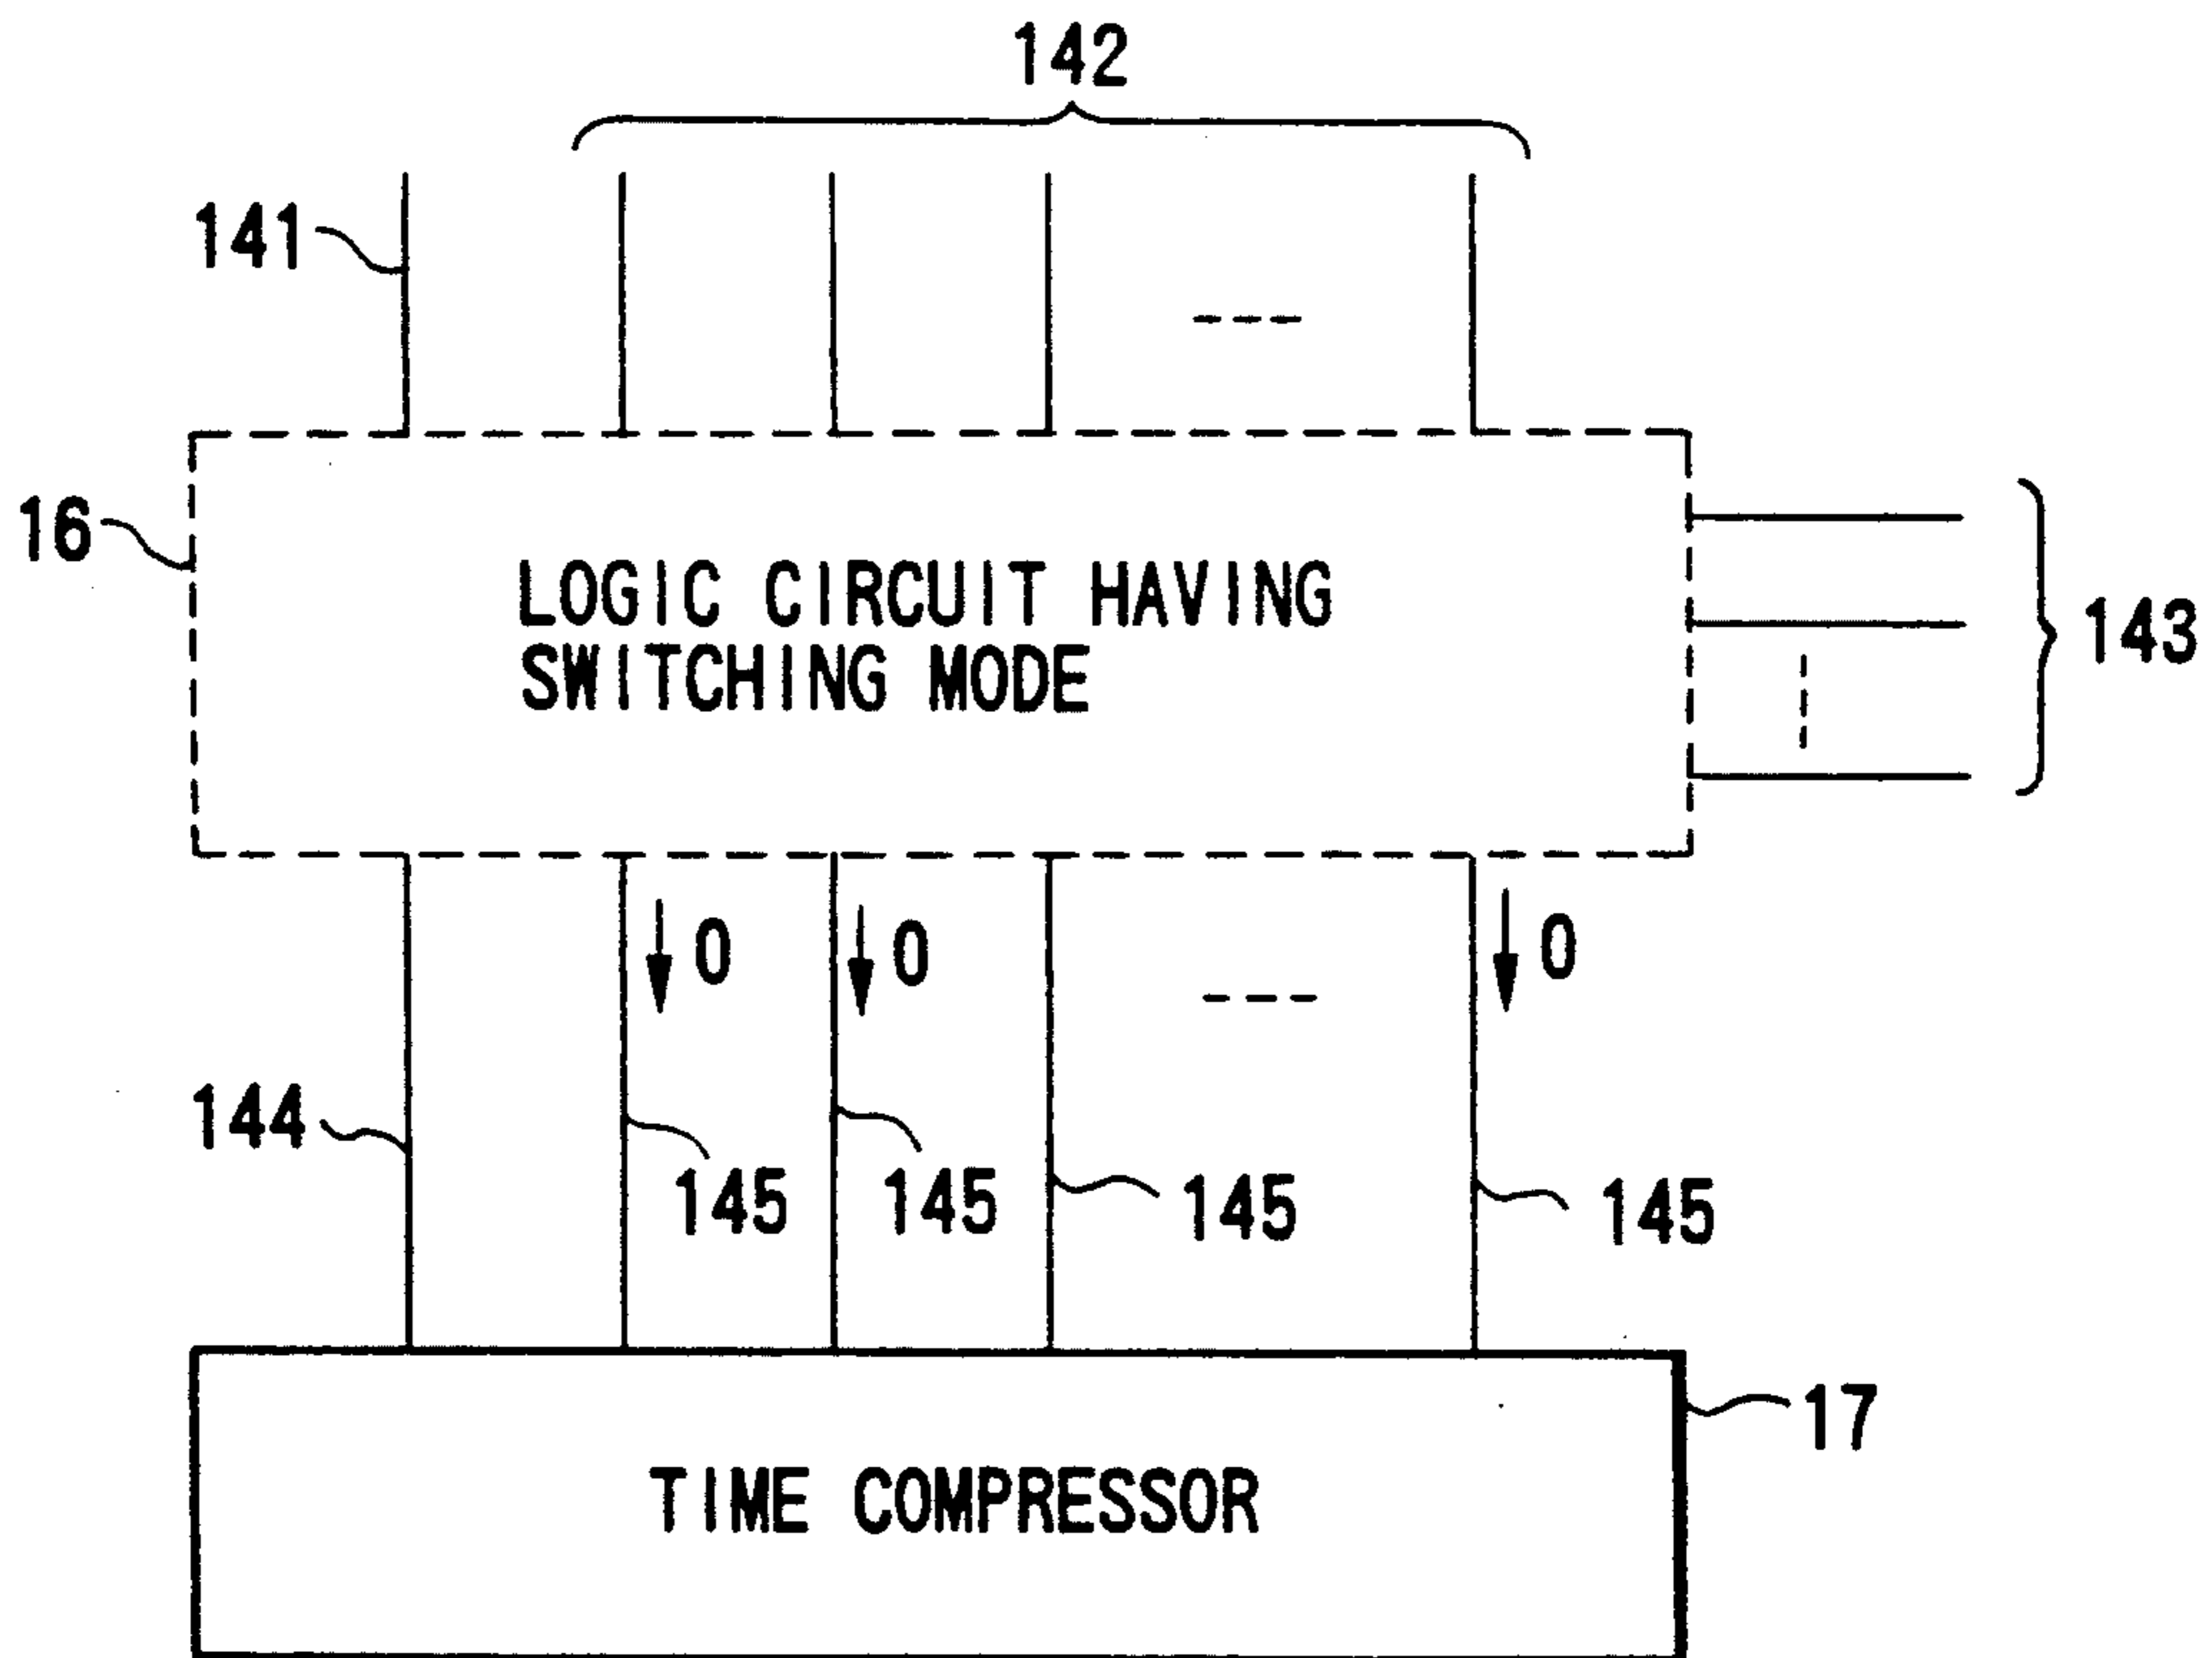 142
141
16
LOGIC CIRCUIT HAVING
SWITCHING MODE
143
0 0 0
144
145 145 145 145
17
TIME COMPRESSOR